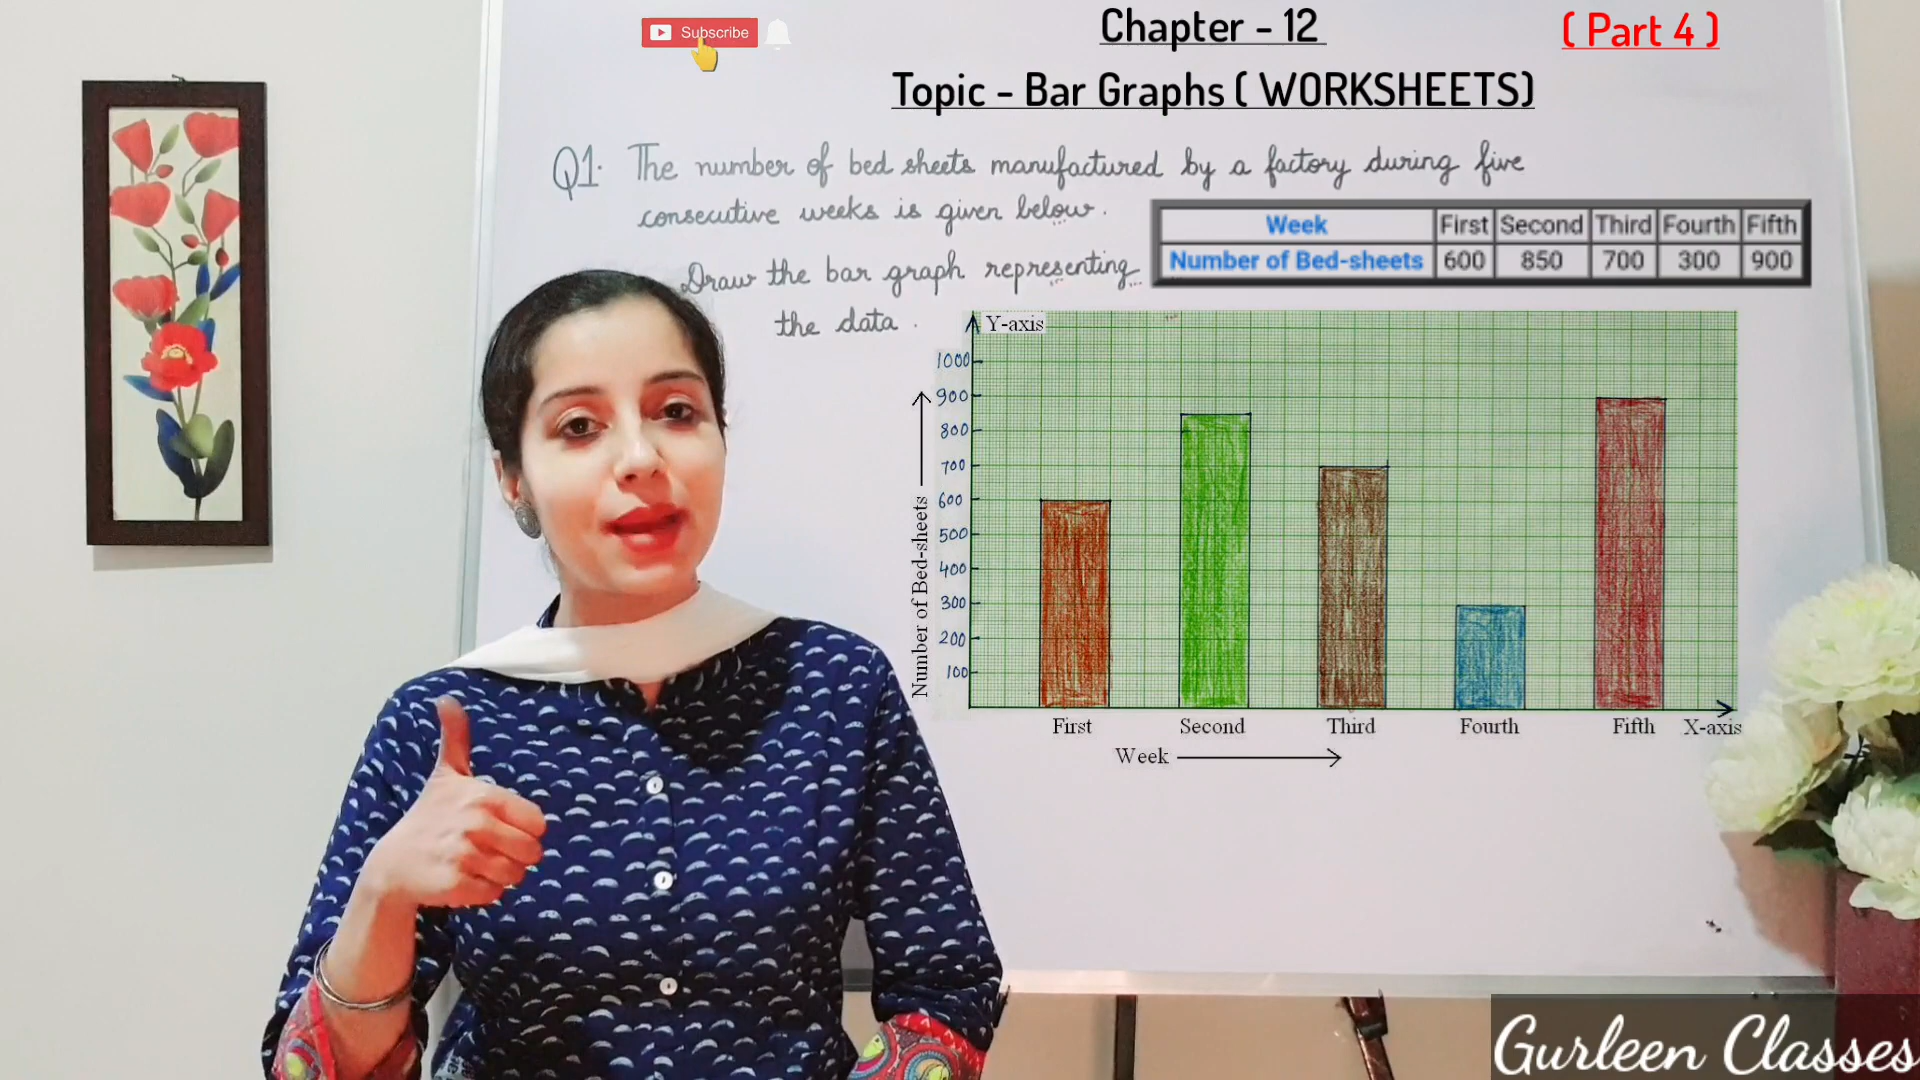 Subscribe
Chapter - 12
( Part 4 )
Topic - Bar Graphs ( WORKSHEETS)
Q1. The number of bed sheets manufactured by a factory during five
consecutive weeks is given below.
Week First Second Third Fourth Fifth
Number of Bed-sheets 600 850 700 300 900
Draw the bar graph representing
the data.
Y-axis
1000
900
800
700
600
500
400
300
200
100
Number of Bed-sheets
First Second Third Fourth Fifth X-axis
Week
Gurleen Classes